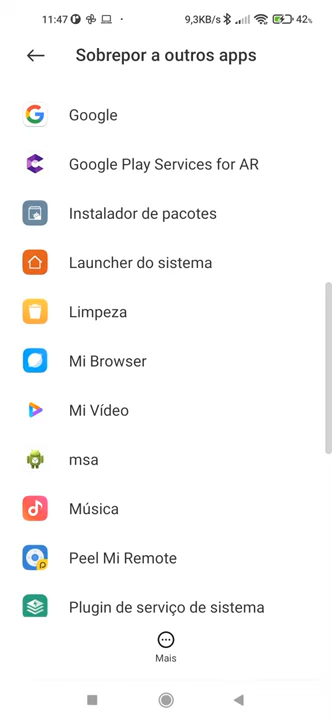 11:47 9,3KB/s 42%
Sobrepor a outros apps
Google
Google Play Services for AR
Instalador de pacotes
Launcher do sistema
Limpeza
Mi Browser
Mi Vídeo
msa
Música
Peel Mi Remote
Plugin de serviço de sistema
Mais